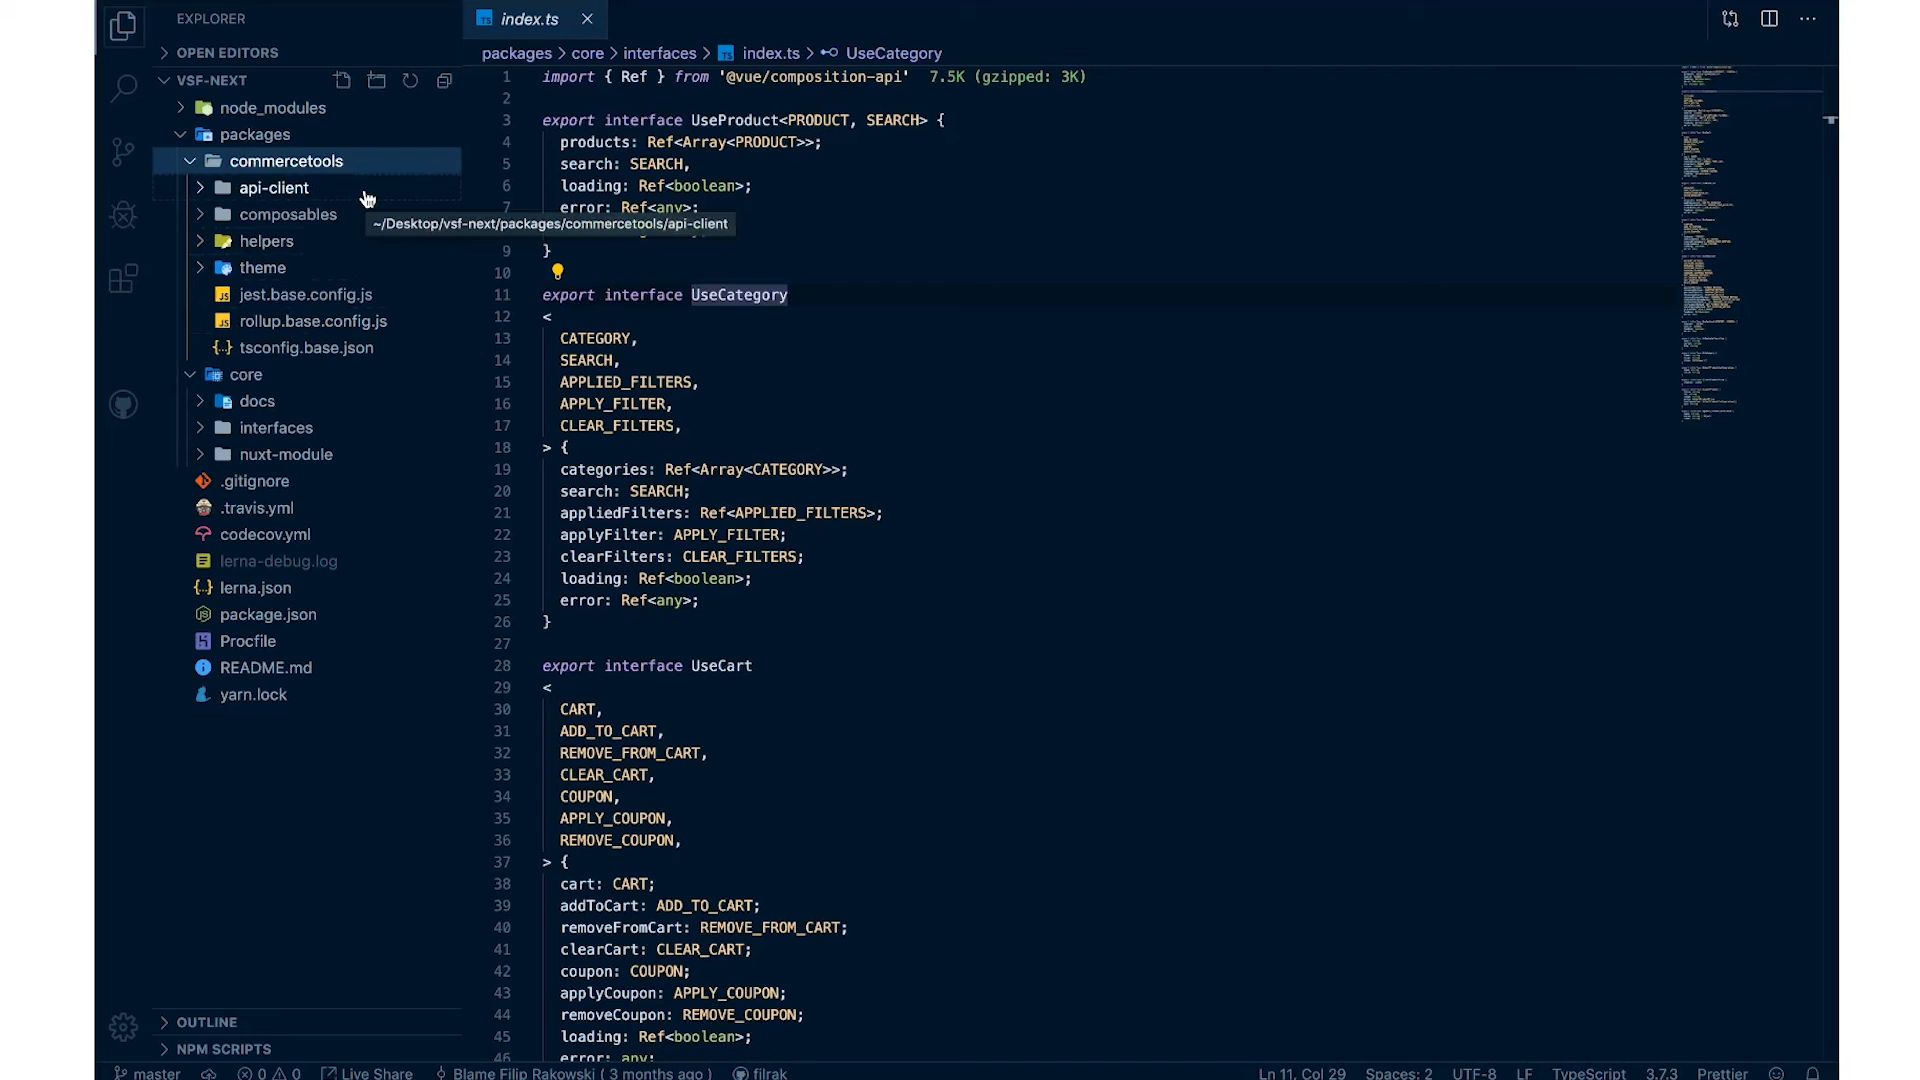 EXPLORER
OPEN EDITORS
VSF-NEXT
node_modules
packages
commercetools
api-client
composables
helpers
theme
jest.base.config.js
rollup.base.config.js
tsconfig.base.json
core
docs
interfaces
nuxt-module
.gitignore
.travis.yml
codecov.yml
lerna-debug.log
lerna.json
package.json
Procfile
README.md
yarn.lock
OUTLINE
NPM SCRIPTS
TS index.ts
packages > core > interfaces > TS index.ts > UseCategory
1 import { Ref } from '@vue/composition-api' 7.5K (gzipped: 3K)
2
3 export interface UseProduct<PRODUCT, SEARCH> {
4 products: Ref<Array<PRODUCT>>;
5 search: SEARCH,
6 loading: Ref<boolean>;
7 error: Ref<any>;
~/Desktop/vsf-next/packages/commercetools/api-client
9 }
10
11 export interface UseCategory
12 <
13 CATEGORY,
14 SEARCH,
15 APPLIED_FILTERS,
16 APPLY_FILTER,
17 CLEAR_FILTERS,
18 > {
19 categories: Ref<Array<CATEGORY>>;
20 search: SEARCH;
21 appliedFilters: Ref<APPLIED_FILTERS>;
22 applyFilter: APPLY_FILTER;
23 clearFilters: CLEAR_FILTERS;
24 loading: Ref<boolean>;
25 error: Ref<any>;
26 }
27
28 export interface UseCart
29 <
30 CART,
31 ADD_TO_CART,
32 REMOVE_FROM_CART,
33 CLEAR_CART,
34 COUPON,
35 APPLY_COUPON,
36 REMOVE_COUPON,
37 > {
38 cart: CART;
39 addToCart: ADD_TO_CART;
40 removeFromCart: REMOVE_FROM_CART;
41 clearCart: CLEAR_CART;
42 coupon: COUPON;
43 applyCoupon: APPLY_COUPON;
44 removeCoupon: REMOVE_COUPON;
45 loading: Ref<boolean>;
46 error: any;
master 0 0 Live Share Blame Filip Rakowski ( 3 months ago ) filrak Ln 11, Col 29 Spaces: 2 UTF-8 LF TypeScript 3.7.3 Prettier